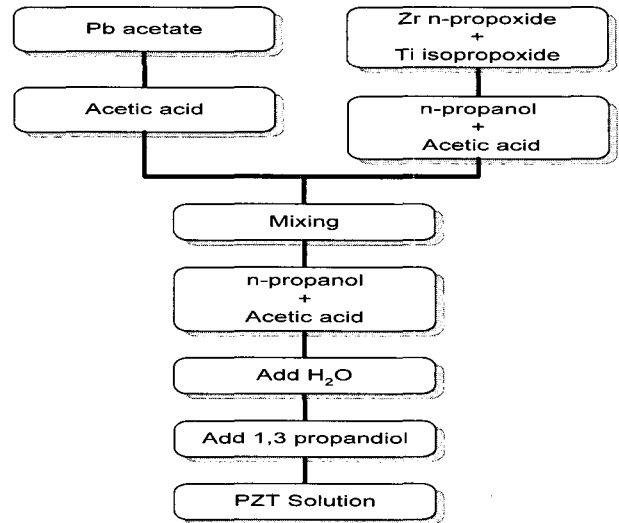 Pb acetate
Acetic acid
Zr n-propoxide
+
Ti isopropoxide
n-propanol
+
Acetic acid
Mixing
n-propanol
+
Acetic acid
Add H₂O
Add 1,3 propandiol
PZT Solution